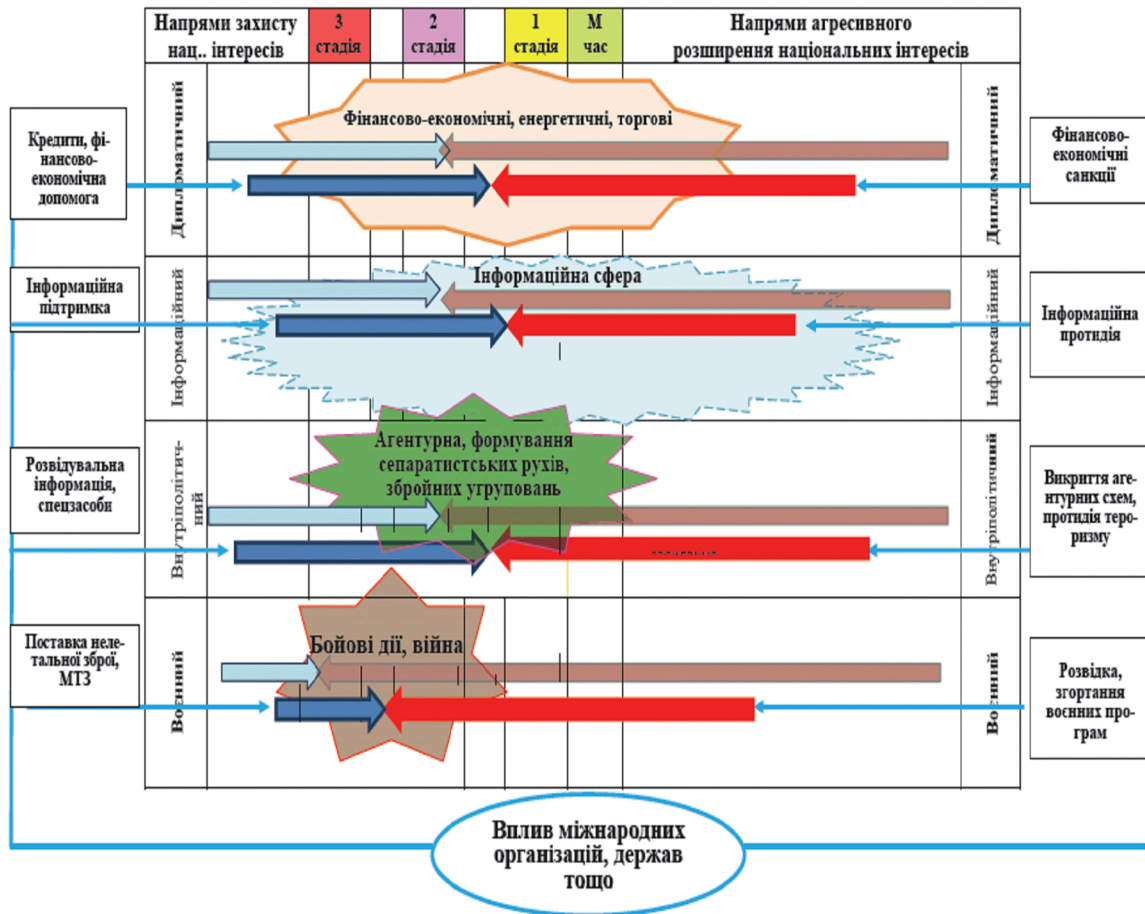 Напрями захисту
нац.. інтересів
3
стадія
2
стадія
1
стадія
М
час
Напрями агресивного
розширення національних інтересів
Кредити, фі-
нансово-
економічна
допомога
Дипломатичний
Фінансово-економічні, енергетичні, торгові
Дипломатичний
Фінансово-
економічні
санкції
Інформаційна
підтримка
Інформаційний
Інформаційна сфера
Інформаційний
Інформаційна
протидія
Розвідувальна
інформація,
спецзасоби
Внутріполітич-
ний
Агентурна, формування
сепаратистських рухів,
збройних угруповань
Внутріполітичний
Викриття аге-
нтурних схем,
протидія теро-
ризму
Поставка неле-
тальної зброї,
МТЗ
Воєнний
Бойові дії, війна
Воєнний
Розвідка,
згортання
воєнних про-
грам
Вплив міжнародних
організацій, держав
тощо